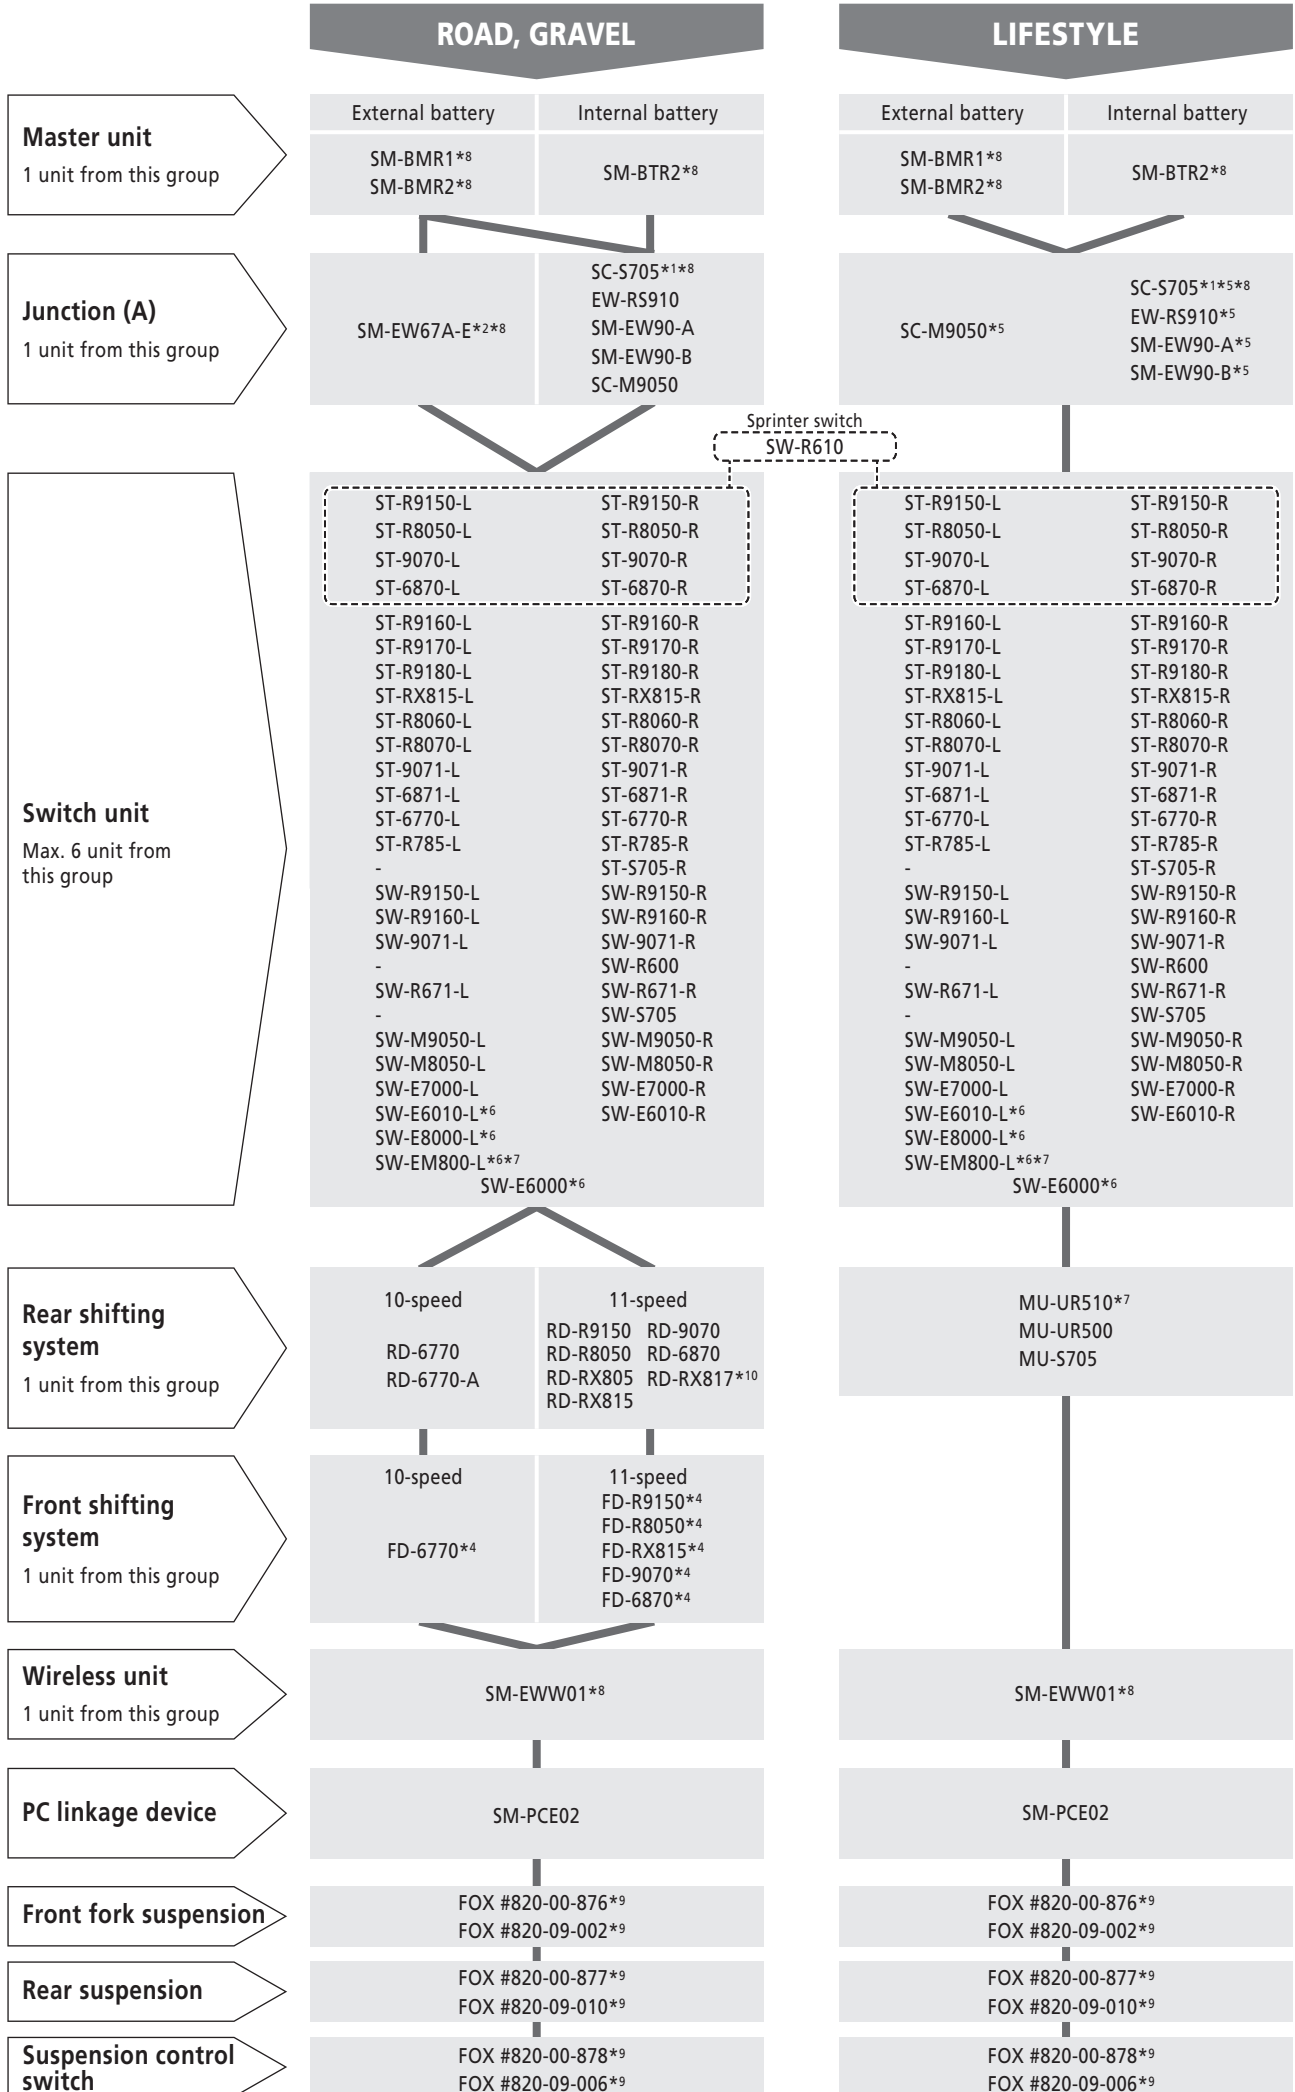 ROAD, GRAVEL
LIFESTYLE
Master unit
1 unit from this group
External battery
Internal battery
SM-BMR1*8
SM-BMR2*8
SM-BTR2*8
External battery
Internal battery
SM-BMR1*8
SM-BMR2*8
SM-BTR2*8
Junction (A)
1 unit from this group
SM-EW67A-E*2*8
SC-S705*1*8
EW-RS910
SM-EW90-A
SM-EW90-B
SC-M9050
SC-M9050*5
SC-S705*1*5*8
EW-RS910*5
SM-EW90-A*5
SM-EW90-B*5
Sprinter switch
SW-R610
Switch unit
Max. 6 unit from
this group
ST-R9150-L ST-R9150-R
ST-R8050-L ST-R8050-R
ST-9070-L ST-9070-R
ST-6870-L ST-6870-R
ST-R9160-L ST-R9160-R
ST-R9170-L ST-R9170-R
ST-R9180-L ST-R9180-R
ST-RX815-L ST-RX815-R
ST-R8060-L ST-R8060-R
ST-R8070-L ST-R8070-R
ST-9071-L ST-9071-R
ST-6871-L ST-6871-R
ST-6770-L ST-6770-R
ST-R785-L ST-R785-R
- ST-S705-R
SW-R9150-L SW-R9150-R
SW-R9160-L SW-R9160-R
SW-9071-L SW-9071-R
- SW-R600
SW-R671-L SW-R671-R
- SW-S705
SW-M9050-L SW-M9050-R
SW-M8050-L SW-M8050-R
SW-E7000-L SW-E7000-R
SW-E6010-L*6 SW-E6010-R
SW-E8000-L*6
SW-EM800-L*6*7
SW-E6000*6
ST-R9150-L ST-R9150-R
ST-R8050-L ST-R8050-R
ST-9070-L ST-9070-R
ST-6870-L ST-6870-R
ST-R9160-L ST-R9160-R
ST-R9170-L ST-R9170-R
ST-R9180-L ST-R9180-R
ST-RX815-L ST-RX815-R
ST-R8060-L ST-R8060-R
ST-R8070-L ST-R8070-R
ST-9071-L ST-9071-R
ST-6871-L ST-6871-R
ST-6770-L ST-6770-R
ST-R785-L ST-R785-R
- ST-S705-R
SW-R9150-L SW-R9150-R
SW-R9160-L SW-R9160-R
SW-9071-L SW-9071-R
- SW-R600
SW-R671-L SW-R671-R
- SW-S705
SW-M9050-L SW-M9050-R
SW-M8050-L SW-M8050-R
SW-E7000-L SW-E7000-R
SW-E6010-L*6 SW-E6010-R
SW-E8000-L*6
SW-EM800-L*6*7
SW-E6000*6
Rear shifting
system
1 unit from this group
10-speed
RD-6770
RD-6770-A
11-speed
RD-R9150 RD-9070
RD-R8050 RD-6870
RD-RX805 RD-RX817*10
RD-RX815
MU-UR510*7
MU-UR500
MU-S705
Front shifting
system
1 unit from this group
10-speed
FD-6770*4
11-speed
FD-R9150*4
FD-R8050*4
FD-RX815*4
FD-9070*4
FD-6870*4
Wireless unit
1 unit from this group
SM-EWW01*8
SM-EWW01*8
PC linkage device
SM-PCE02
SM-PCE02
Front fork suspension
FOX #820-00-876*9
FOX #820-09-002*9
FOX #820-00-876*9
FOX #820-09-002*9
Rear suspension
FOX #820-00-877*9
FOX #820-09-010*9
FOX #820-00-877*9
FOX #820-09-010*9
Suspension control
switch
FOX #820-00-878*9
FOX #820-09-006*9
FOX #820-00-878*9
FOX #820-09-006*9